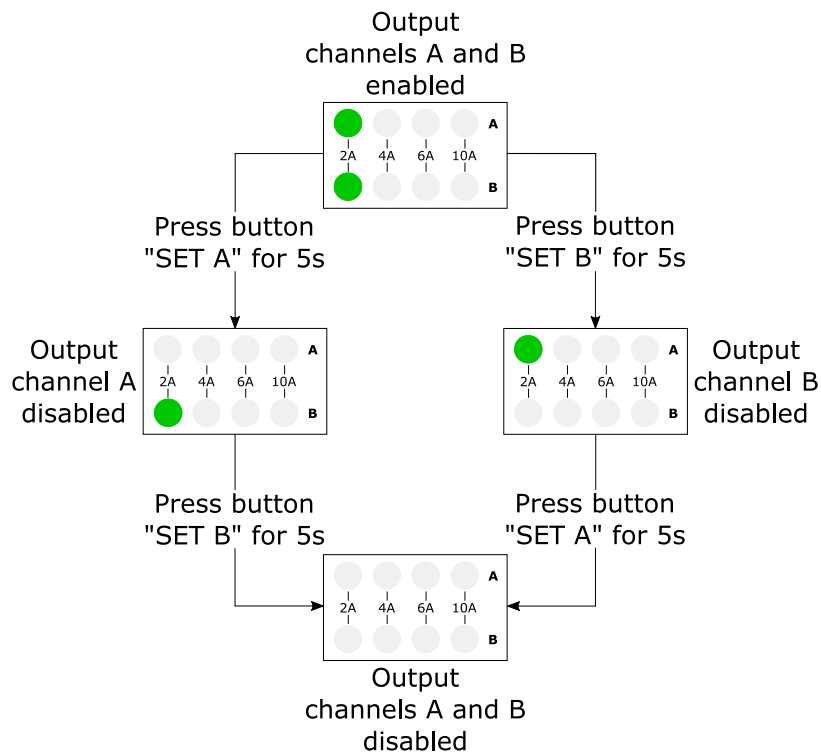 Output
channels A and B
enabled
A
2A 4A 6A 10A
B
Press button
"SET A" for 5s
Press button
"SET B" for 5s
Output
channel A
disabled
A
2A 4A 6A 10A
B
A
2A 4A 6A 10A
B
Output
channel B
disabled
Press button
"SET B" for 5s
Press button
"SET A" for 5s
A
2A 4A 6A 10A
B
Output
channels A and B
disabled